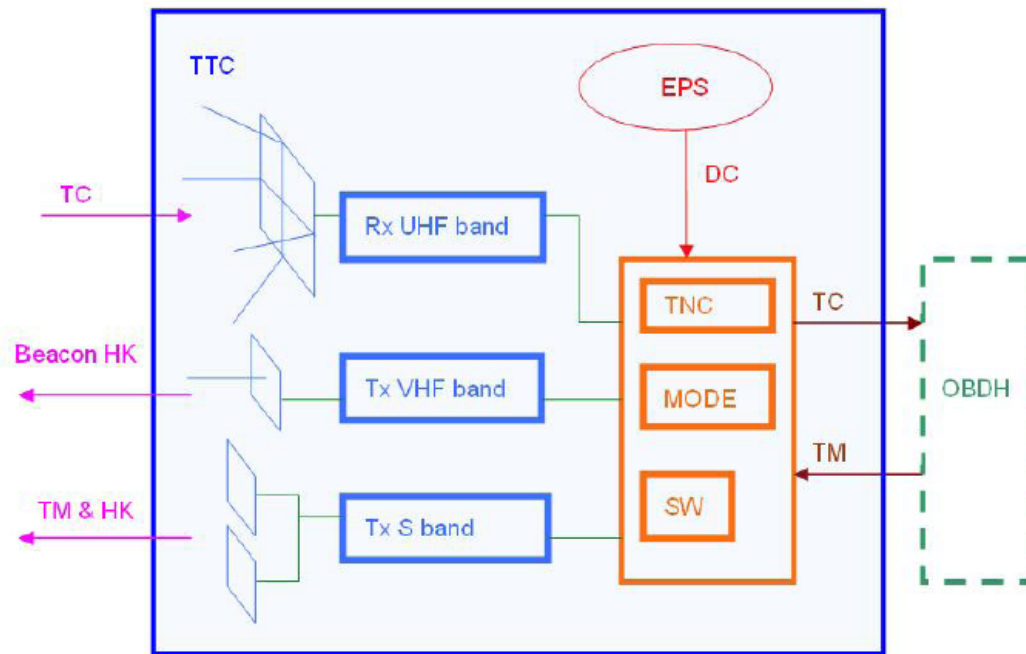 TTC
EPS
DC
TC
Rx UHF band
TNC
TC
Beacon HK
Tx VHF band
MODE
OBDH
TM
TM & HK
Tx S band
SW